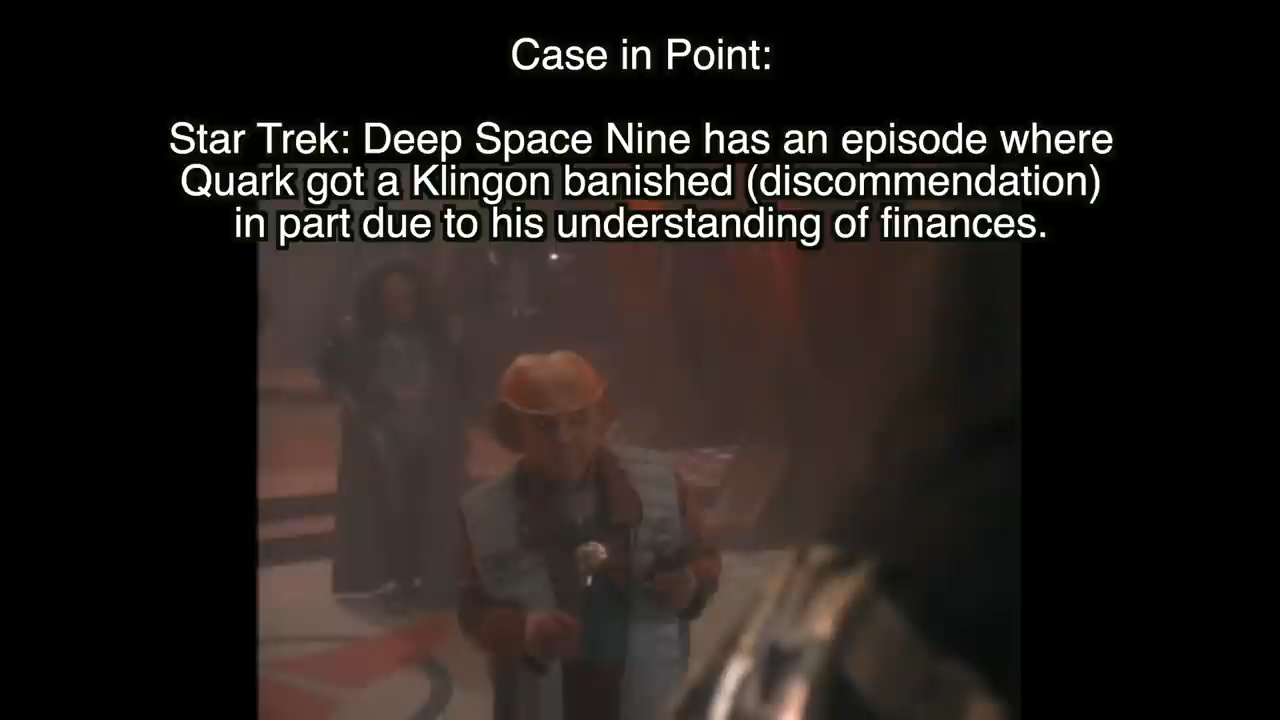 Case in Point:
Star Trek: Deep Space Nine has an episode where
Quark got a Klingon banished (discommendation)
in part due to his understanding of finances.